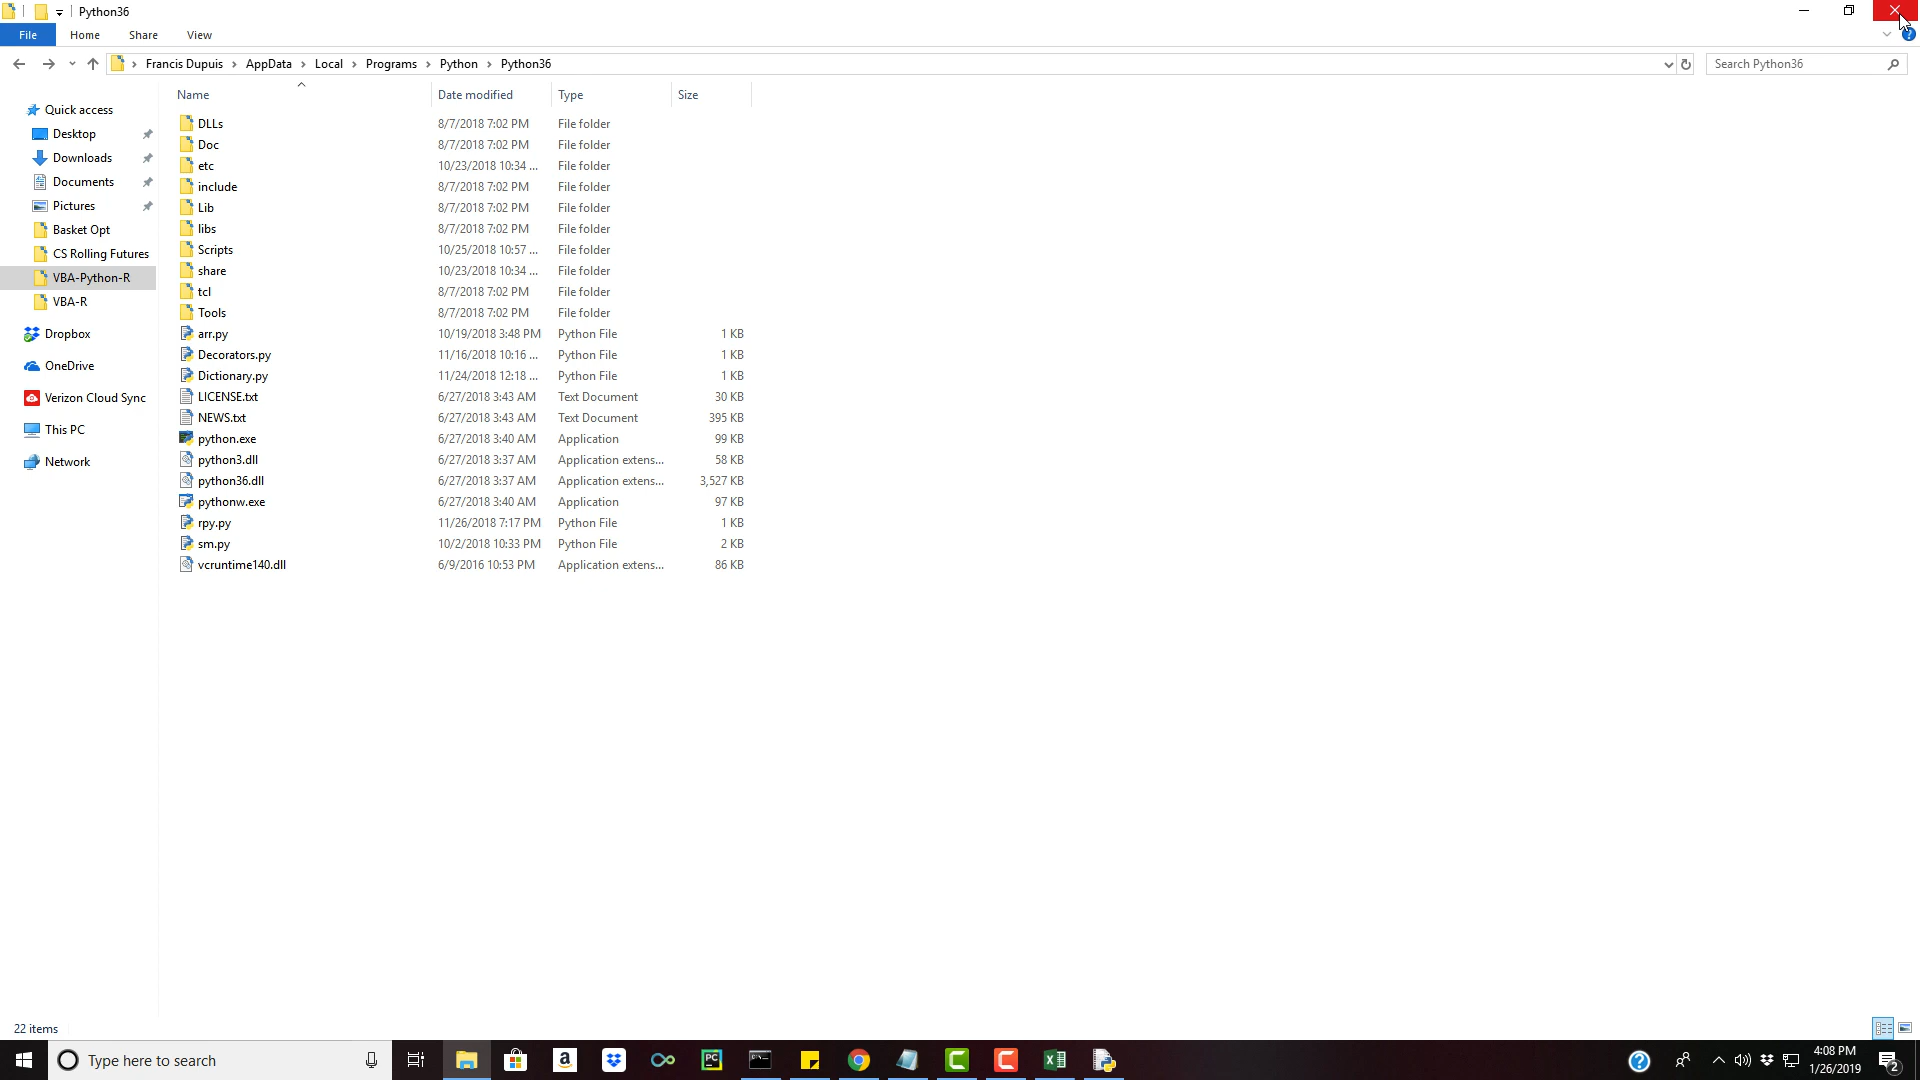 Python36
File Home Share View
Francis Dupuis AppData Local Programs Python Python36 Search Python36
Name Date modified Type Size
Quick access
Desktop
Downloads
Documents
Pictures
Basket Opt
CS Rolling Futures
VBA-Python-R
VBA-R
Dropbox
OneDrive
Verizon Cloud Sync
This PC
Network
DLLs 8/7/2018 7:02 PM File folder
Doc 8/7/2018 7:02 PM File folder
etc 10/23/2018 10:34 ... File folder
include 8/7/2018 7:02 PM File folder
Lib 8/7/2018 7:02 PM File folder
libs 8/7/2018 7:02 PM File folder
Scripts 10/25/2018 10:57 ... File folder
share 10/23/2018 10:34 ... File folder
tcl 8/7/2018 7:02 PM File folder
Tools 8/7/2018 7:02 PM File folder
arr.py 10/19/2018 3:48 PM Python File 1 KB
Decorators.py 11/16/2018 10:16 ... Python File 1 KB
Dictionary.py 11/24/2018 12:18 ... Python File 1 KB
LICENSE.txt 6/27/2018 3:43 AM Text Document 30 KB
NEWS.txt 6/27/2018 3:43 AM Text Document 395 KB
python.exe 6/27/2018 3:40 AM Application 99 KB
python3.dll 6/27/2018 3:37 AM Application extens... 58 KB
python36.dll 6/27/2018 3:37 AM Application extens... 3,527 KB
pythonw.exe 6/27/2018 3:40 AM Application 97 KB
rpy.py 11/26/2018 7:17 PM Python File 1 KB
sm.py 10/2/2018 10:33 PM Python File 2 KB
vcruntime140.dll 6/9/2016 10:53 PM Application extens... 86 KB
22 items
Type here to search
4:08 PM
1/26/2019
2